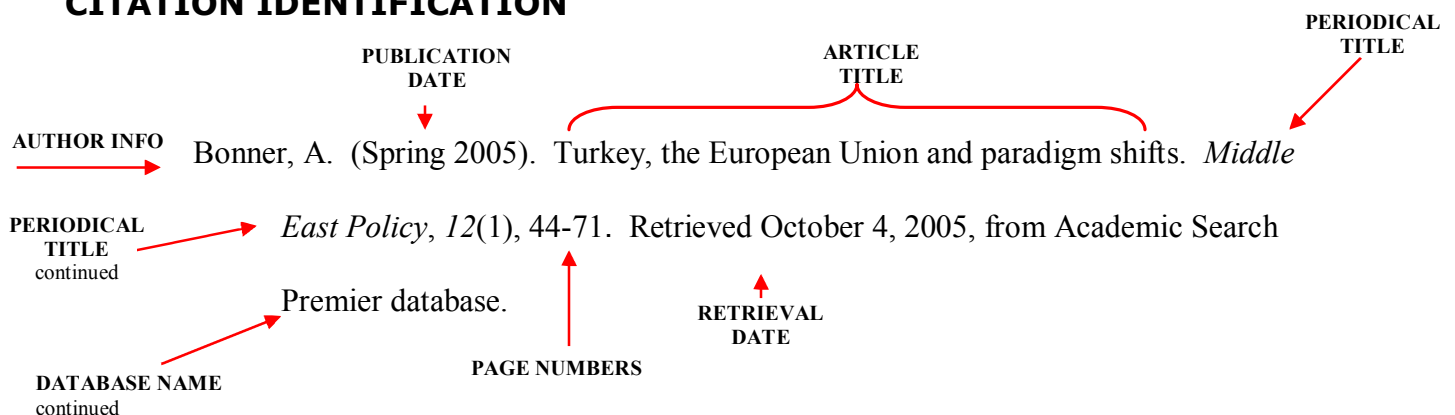 CITATION IDENTIFICATION
PERIODICAL
TITLE
PUBLICATION
DATE
ARTICLE
TITLE
AUTHOR INFO
Bonner, A. (Spring 2005). Turkey, the European Union and paradigm shifts. Middle
PERIODICAL
TITLE
continued
East Policy, 12(1), 44-71. Retrieved October 4, 2005, from Academic Search
Premier database.
RETRIEVAL
DATE
PAGE NUMBERS
DATABASE NAME
continued